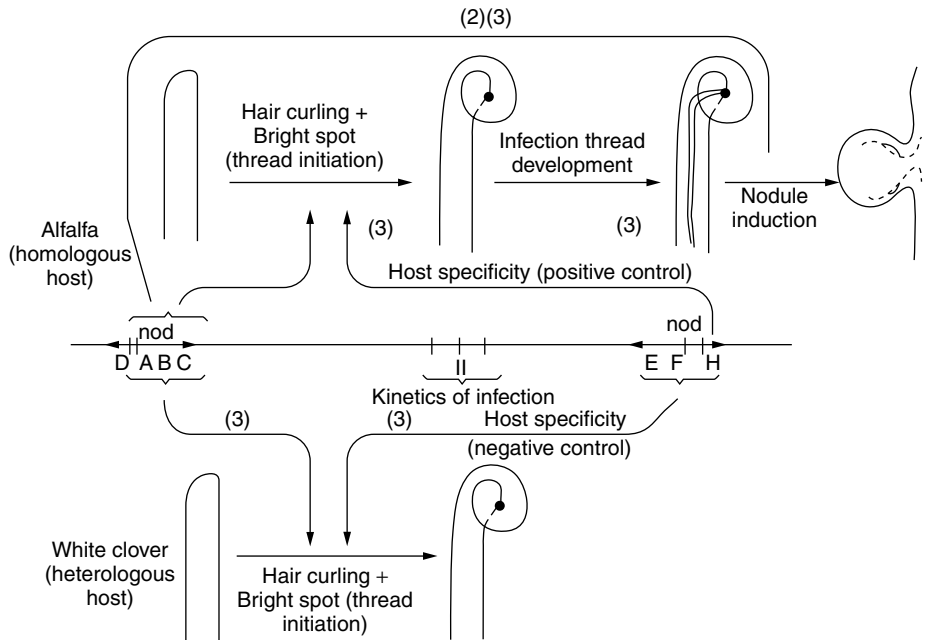 (2)(3)
Hair curling +
Bright spot
(thread initiation)
Infection thread
development
Nodule
induction
Alfalfa
(homologous
host)
(3)
(3)
Host specificity (positive control)
nod
nod
D A B C
II
E F H
Kinetics of infection
(3)
(3)
Host specificity
(negative control)
White clover
(heterologous
host)
Hair curling +
Bright spot (thread
initiation)